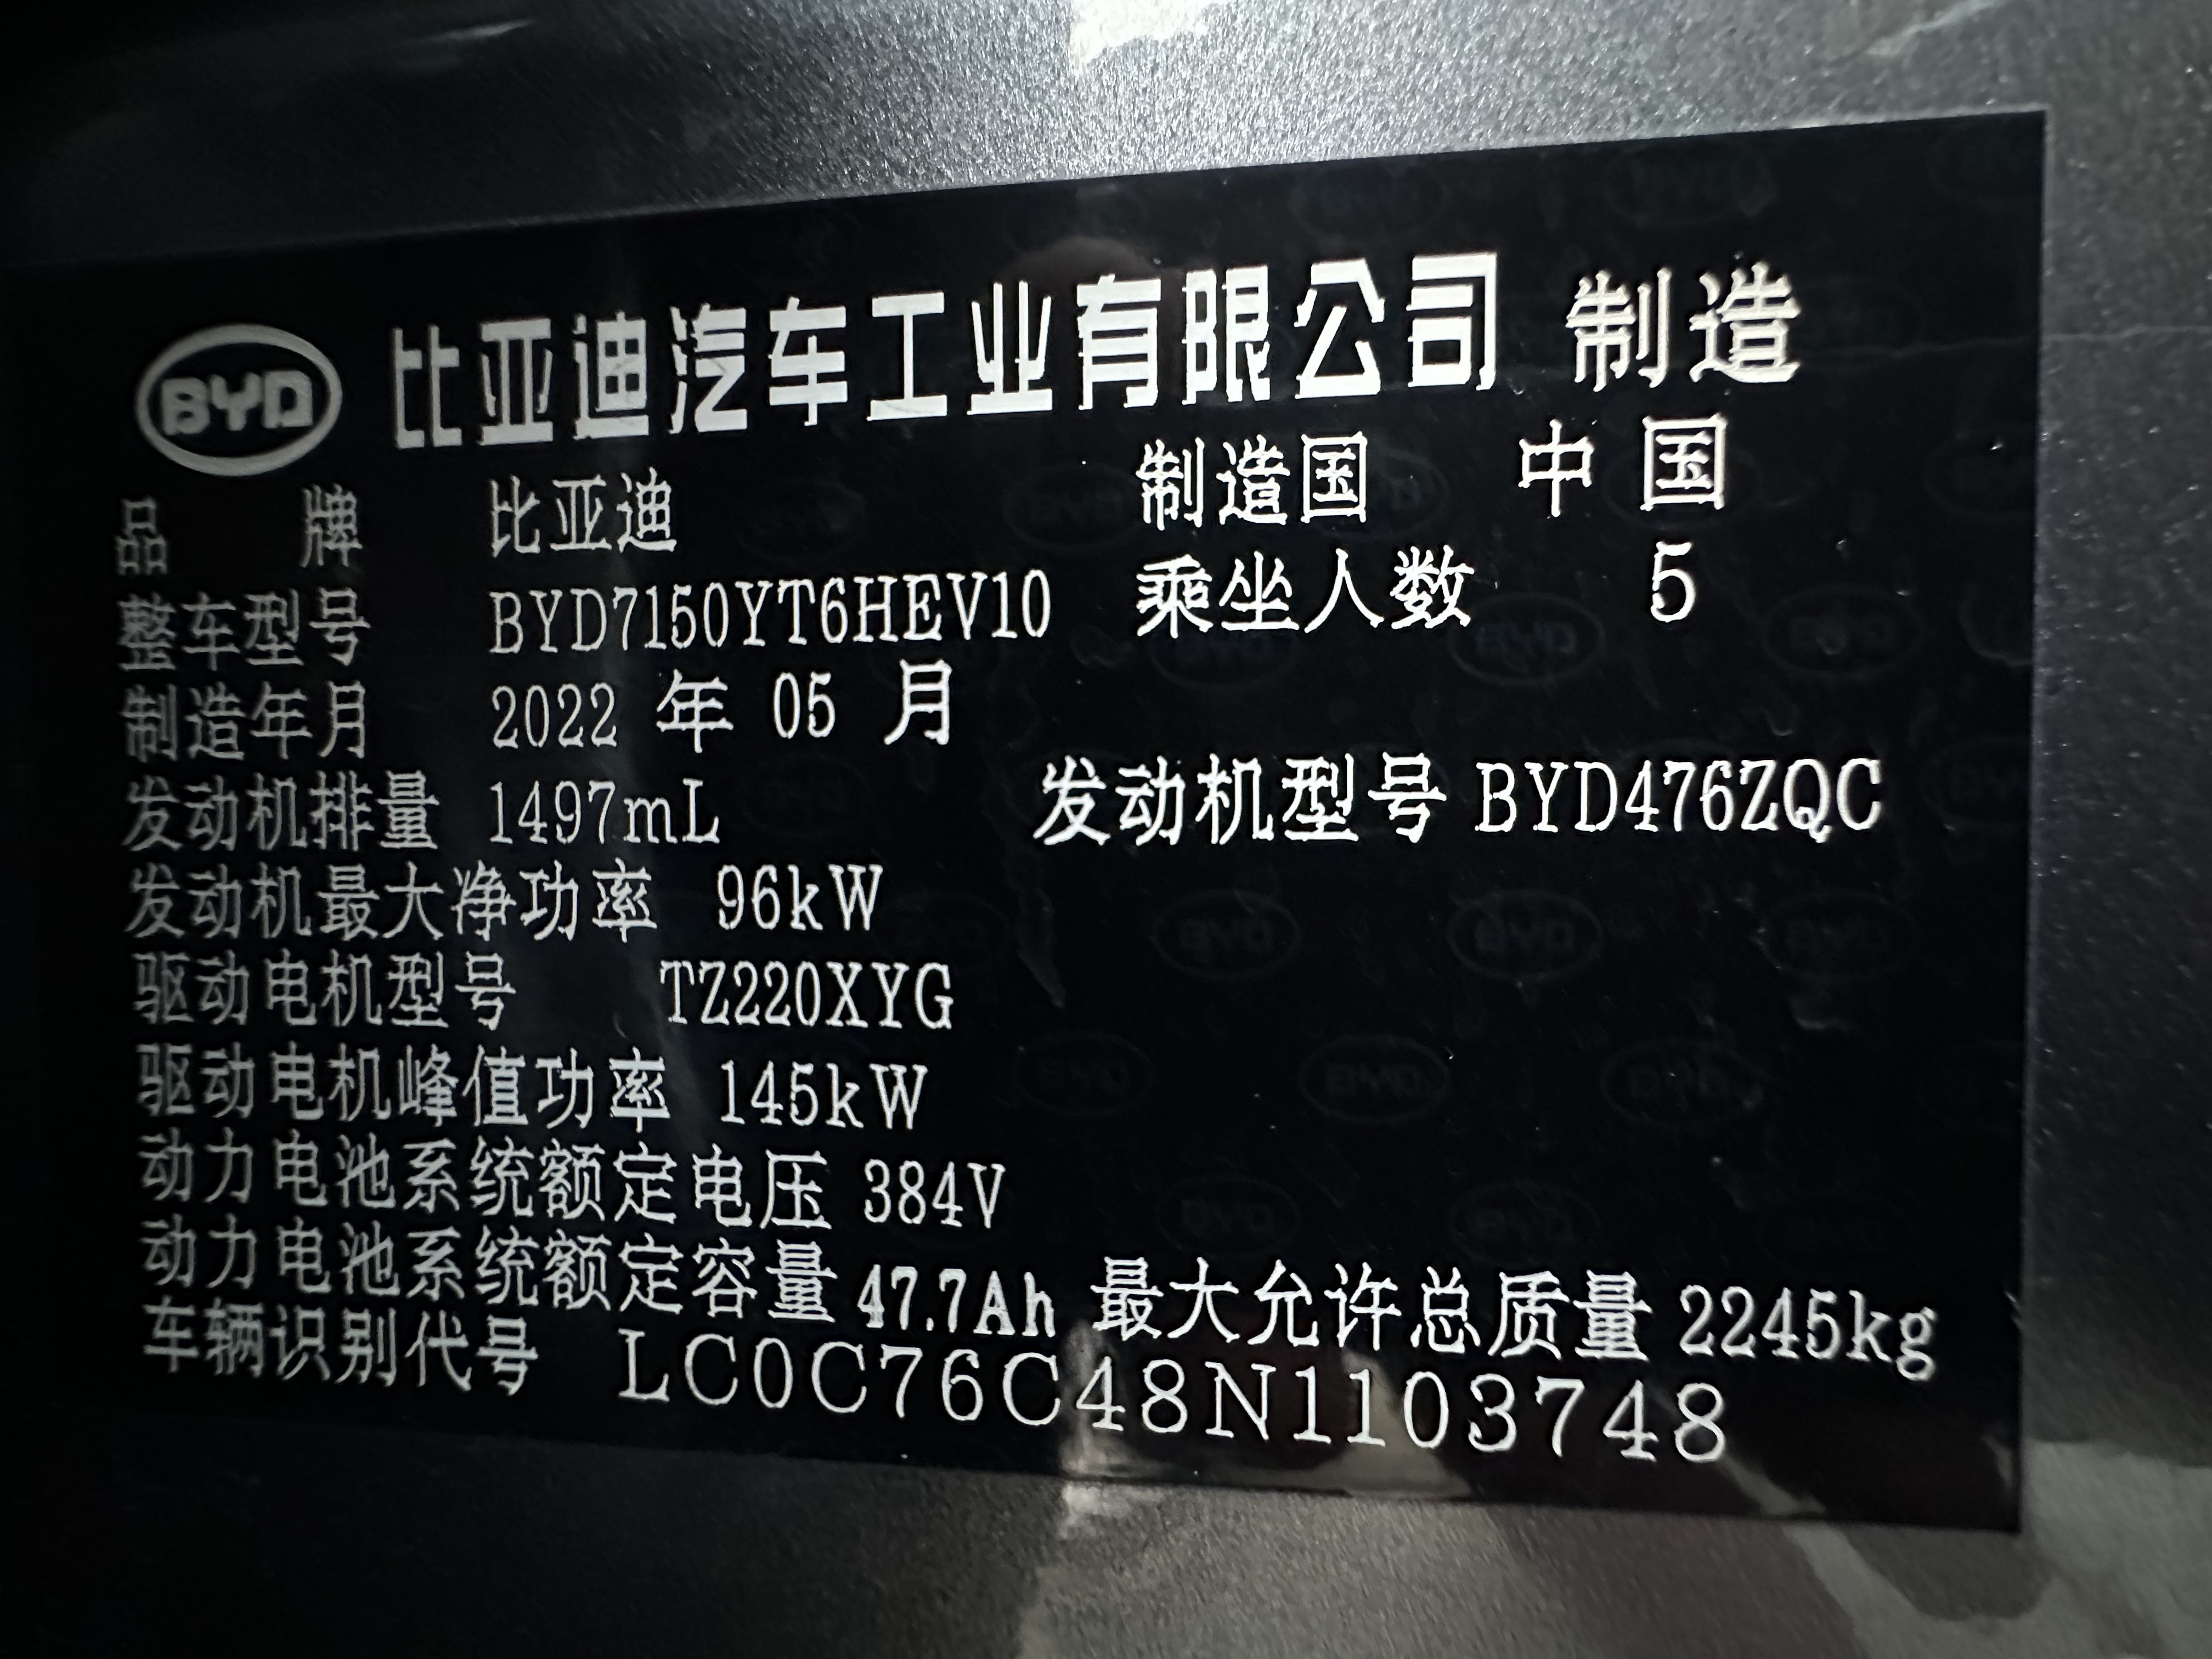 BYD 比亚迪汽车工业有限公司 制造
品牌 比亚迪 制造国 中国
整车型号 BYD7150YT6HEV10 乘坐人数 5
制造年月 2022 年 05 月
发动机排量 1497mL 发动机型号 BYD476ZQC
发动机最大净功率 96kW
驱动电机型号 TZ220XYG
驱动电机峰值功率 145kW
动力电池系统额定电压 384V
动力电池系统额定容量 47.7Ah 最大允许总质量 2245kg
车辆识别代号 LC0C76C48N1103748